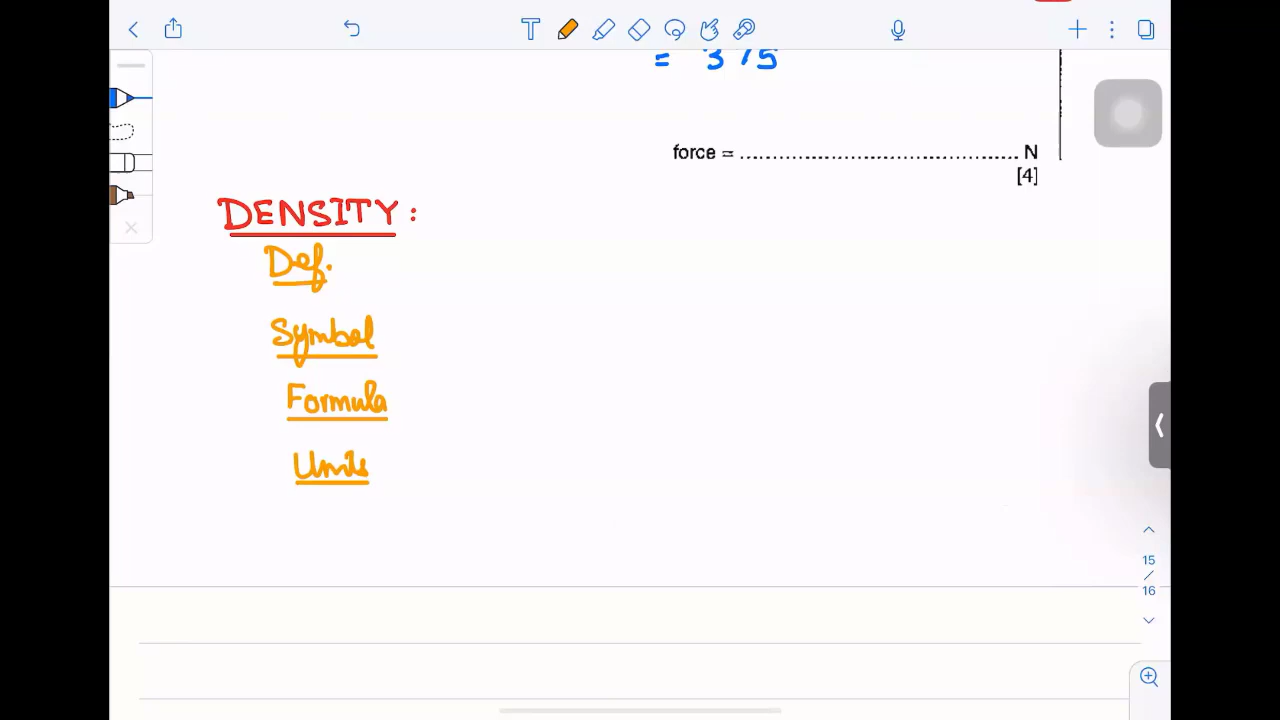 = 375
force = ........................................... N
[4]
DENSITY:
Def.
Symbol
Formula
Units
15
/
16